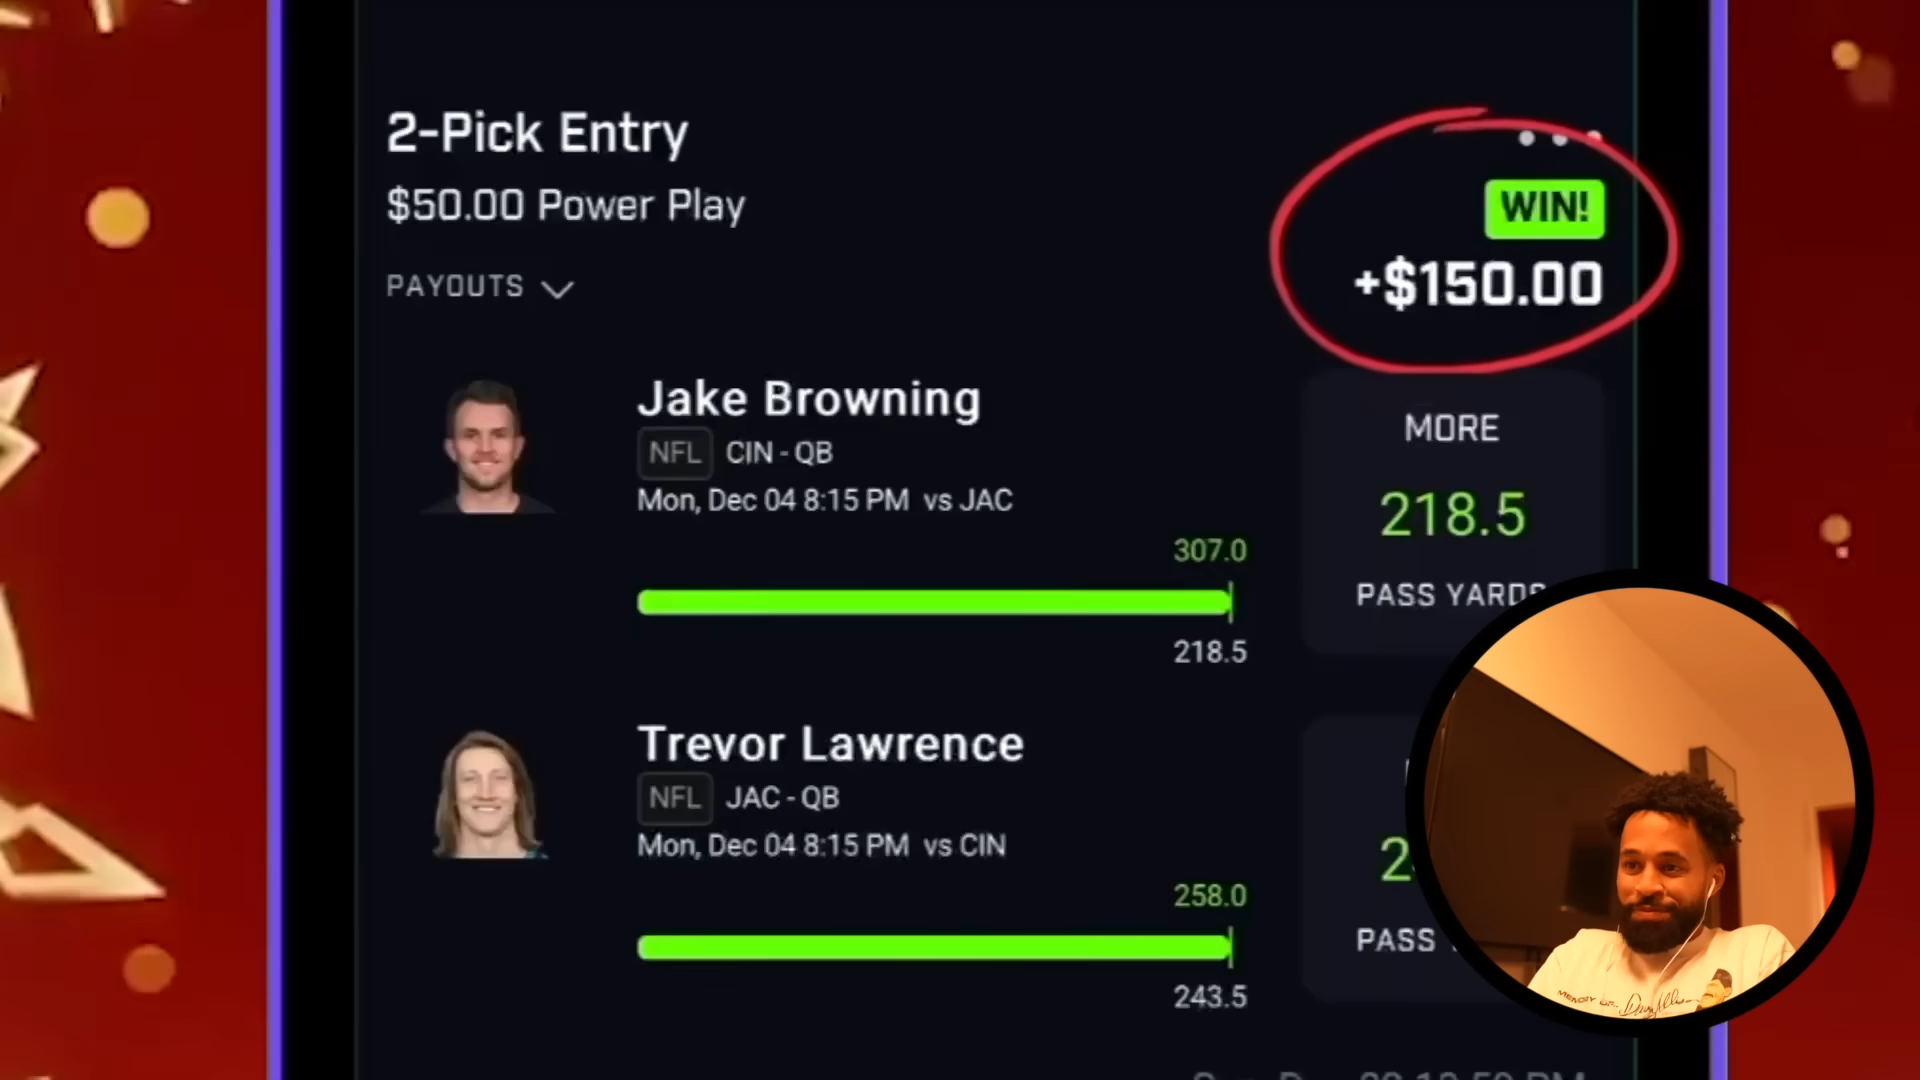 2-Pick Entry
$50.00 Power Play
PAYOUTS
WIN!
+$150.00
Jake Browning
NFL CIN - QB
Mon, Dec 04 8:15 PM vs JAC
307.0
218.5
MORE
218.5
PASS YARDS
Trevor Lawrence
NFL JAC - QB
Mon, Dec 04 8:15 PM vs CIN
258.0
243.5
PASS